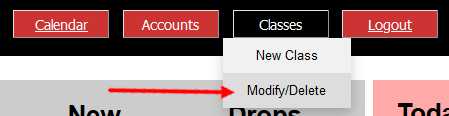 Calendar Accounts Classes Logout
New Class
Modify/Delete
New Drops Toda